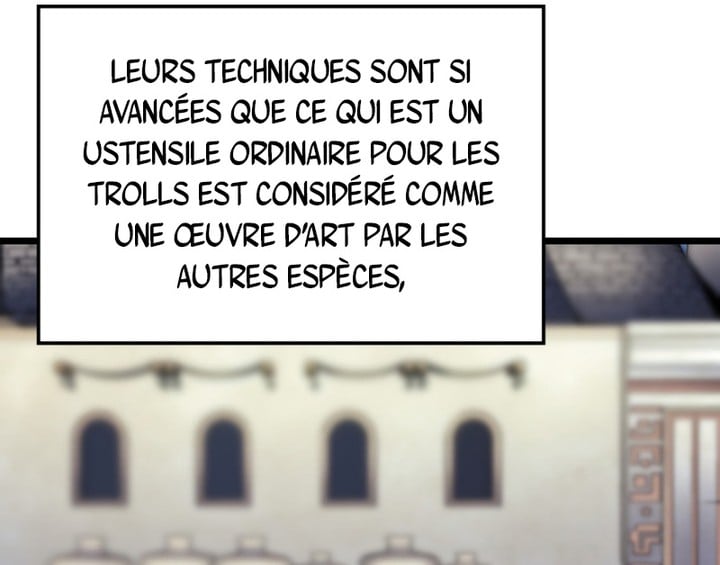 LEURS TECHNIQUES SONT SI
AVANCÉES QUE CE QUI EST UN
USTENSILE ORDINAIRE POUR LES
TROLLS EST CONSIDÉRÉ COMME
UNE ŒUVRE D'ART PAR LES
AUTRES ESPÈCES,